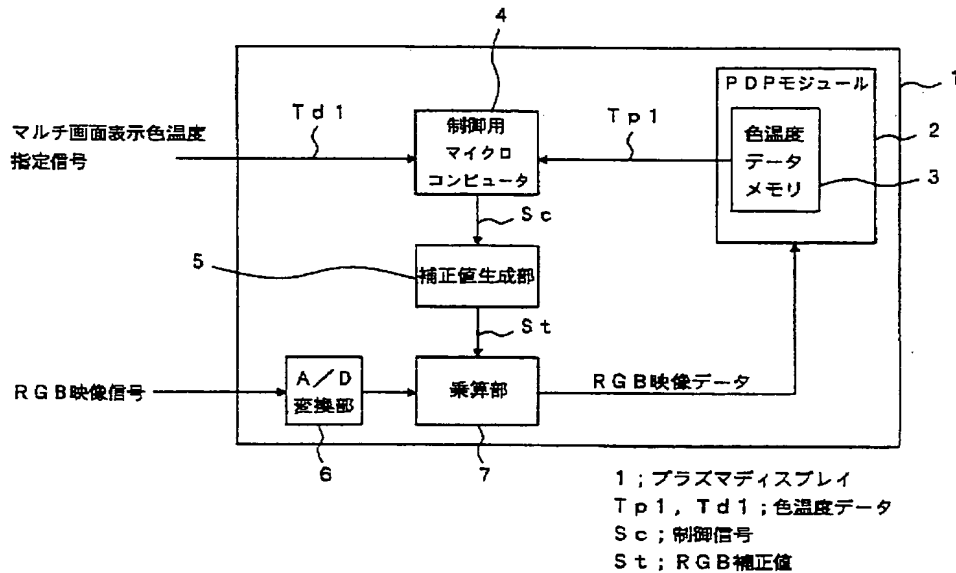 4
1
PDPモジュール
2
Td1
Tp1
マルチ画面表示色温度
指定信号
制御用
マイクロ
コンピュータ
色温度
データ
メモリ
3
Sc
5
補正値生成部
St
RGB映像信号
A/D
変換部
乗算部
RGB映像データ
6
7
1;プラズマディスプレイ
Tp1, Td1;色温度データ
Sc;制御信号
St;RGB補正値